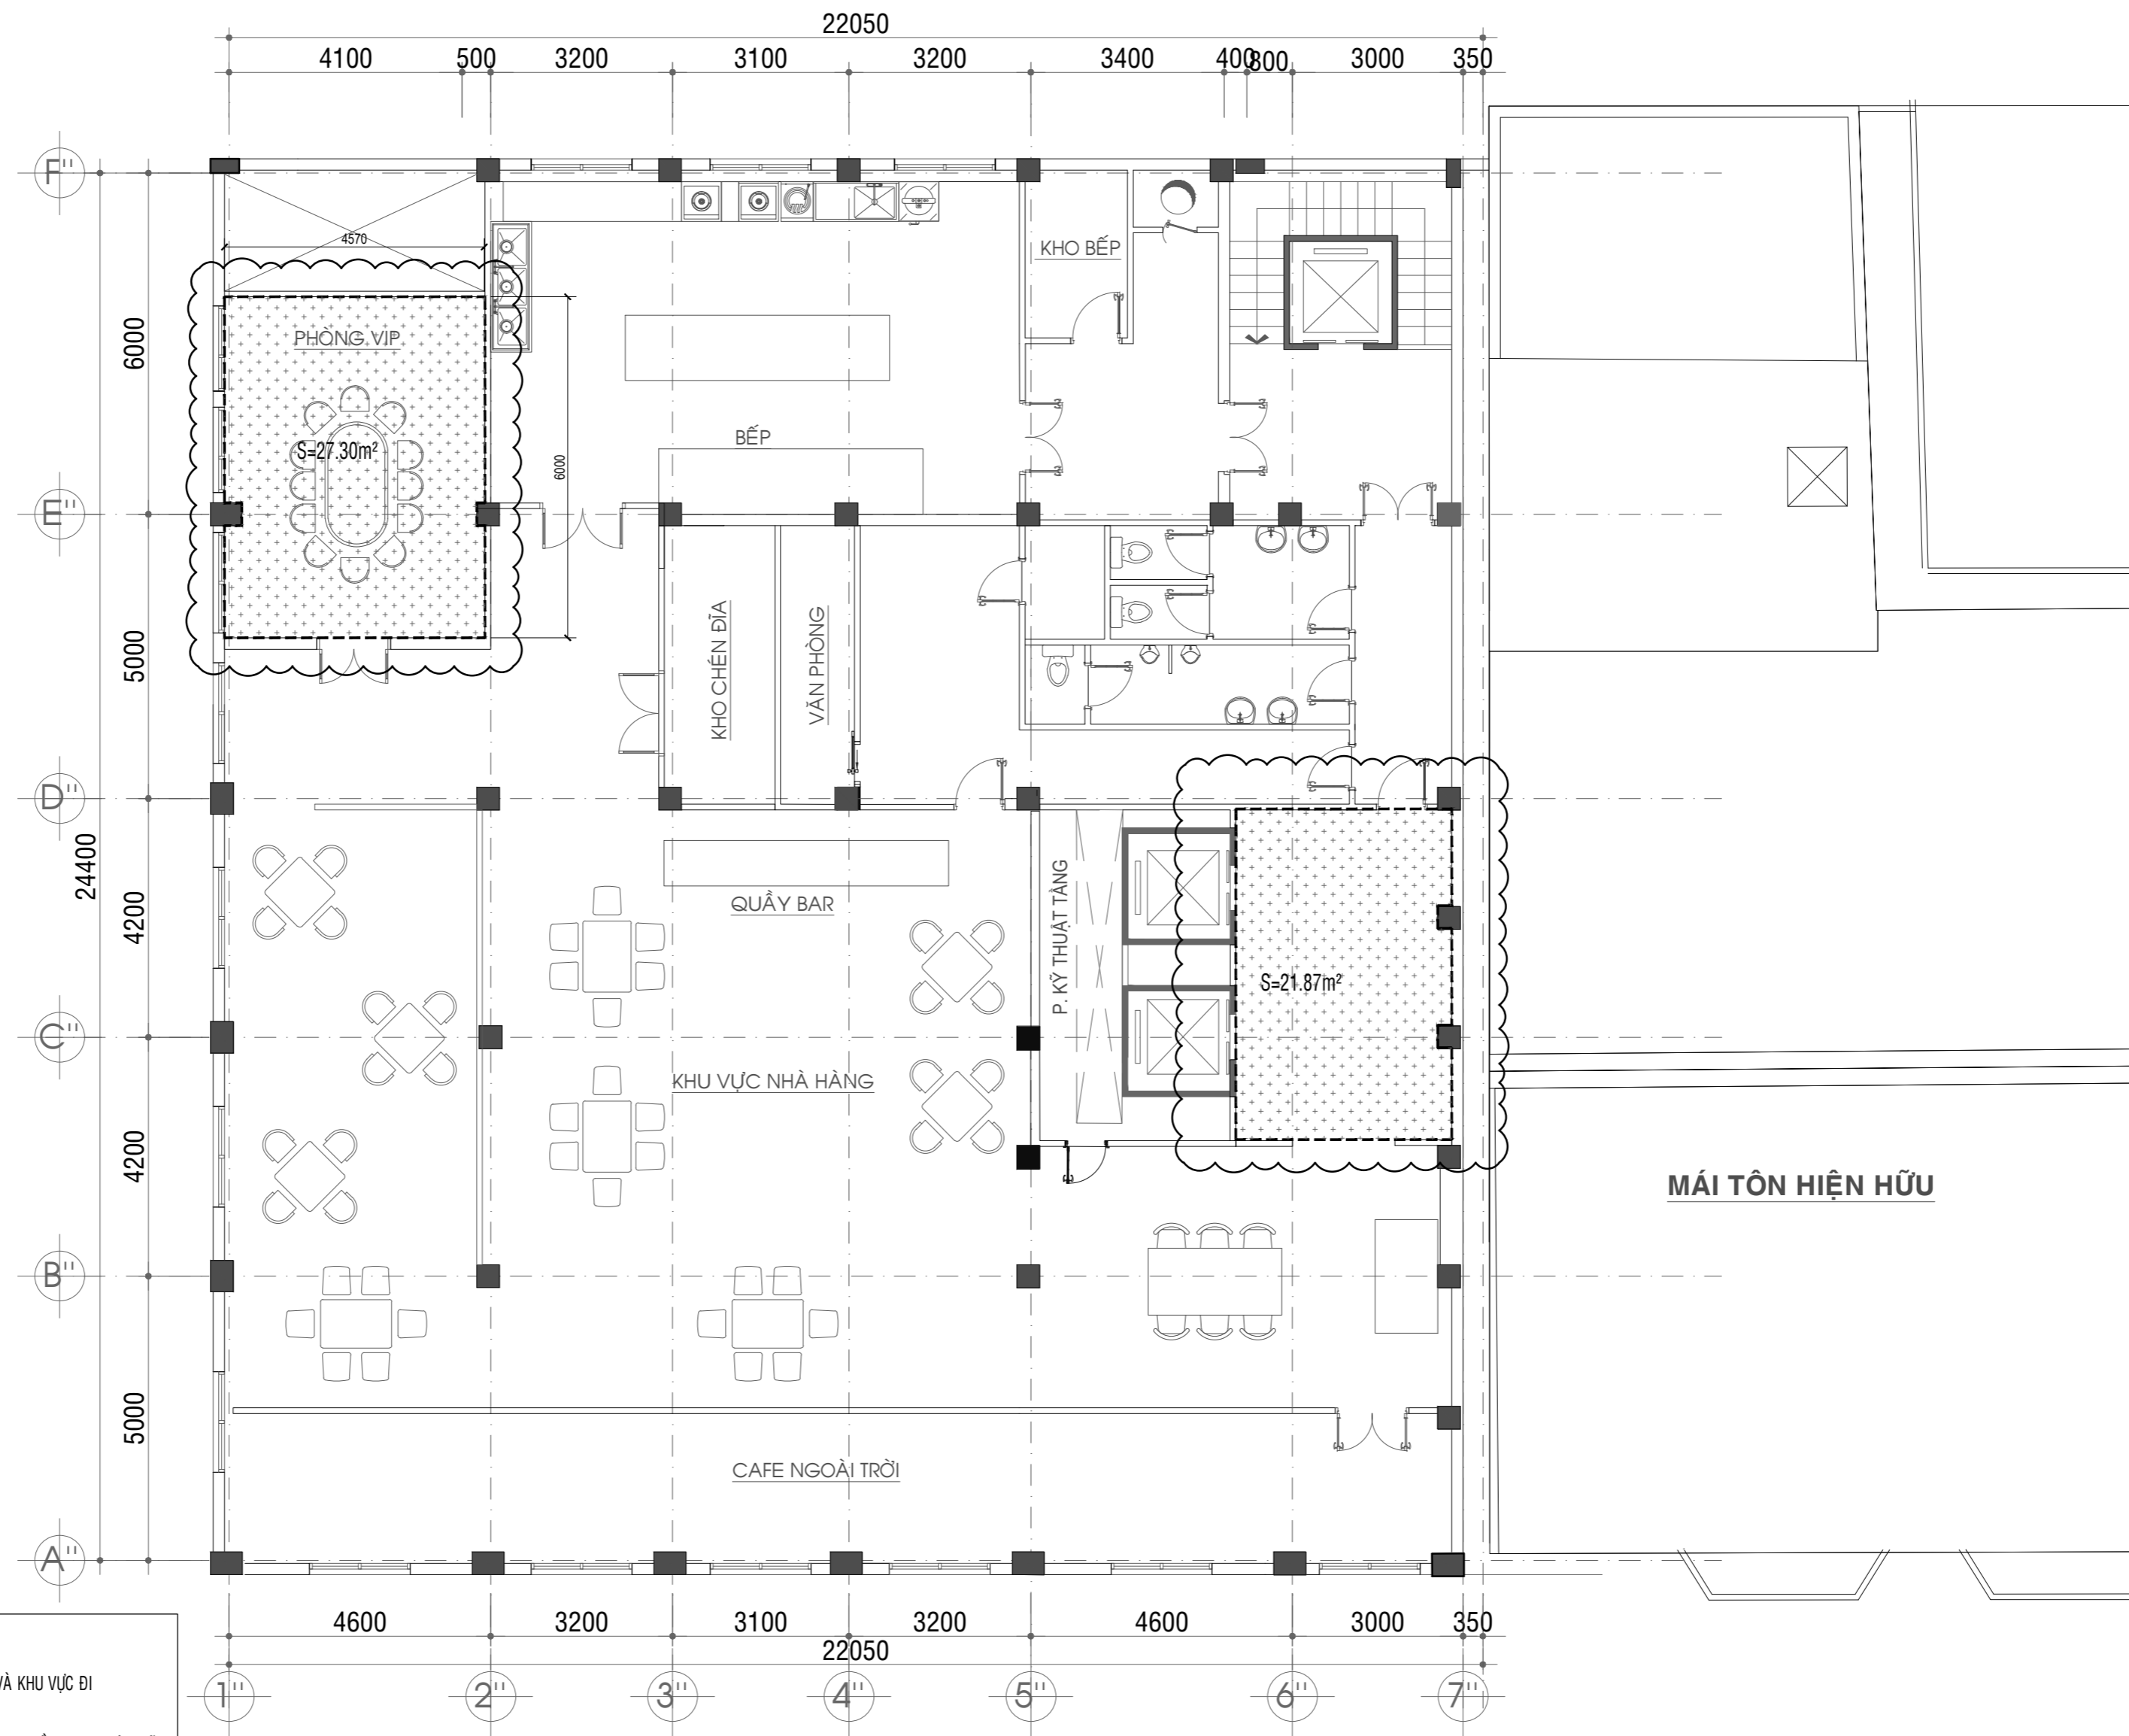 22050
4100 500 3200 3100 3200 3400 400 800 3000 350
F''
4570
KHO BẾP
6000
PHÒNG VIP
BẾP
S=27.30m²
6000
E''
5000
KHO CHÉN ĐĨA
VĂN PHÒNG
D''
24400
4200
QUẦY BAR
P. KỸ THUẬT TẦNG
S=21.87m²
C''
KHU VỰC NHÀ HÀNG
4200
MÁI TÔN HIỆN HỮU
B''
5000
CAFE NGOÀI TRỜI
A''
4600 3200 3100 3200 4600 3000 350
22050
VÀ KHU VỰC ĐI
1'' 2'' 3'' 4'' 5'' 6'' 7''